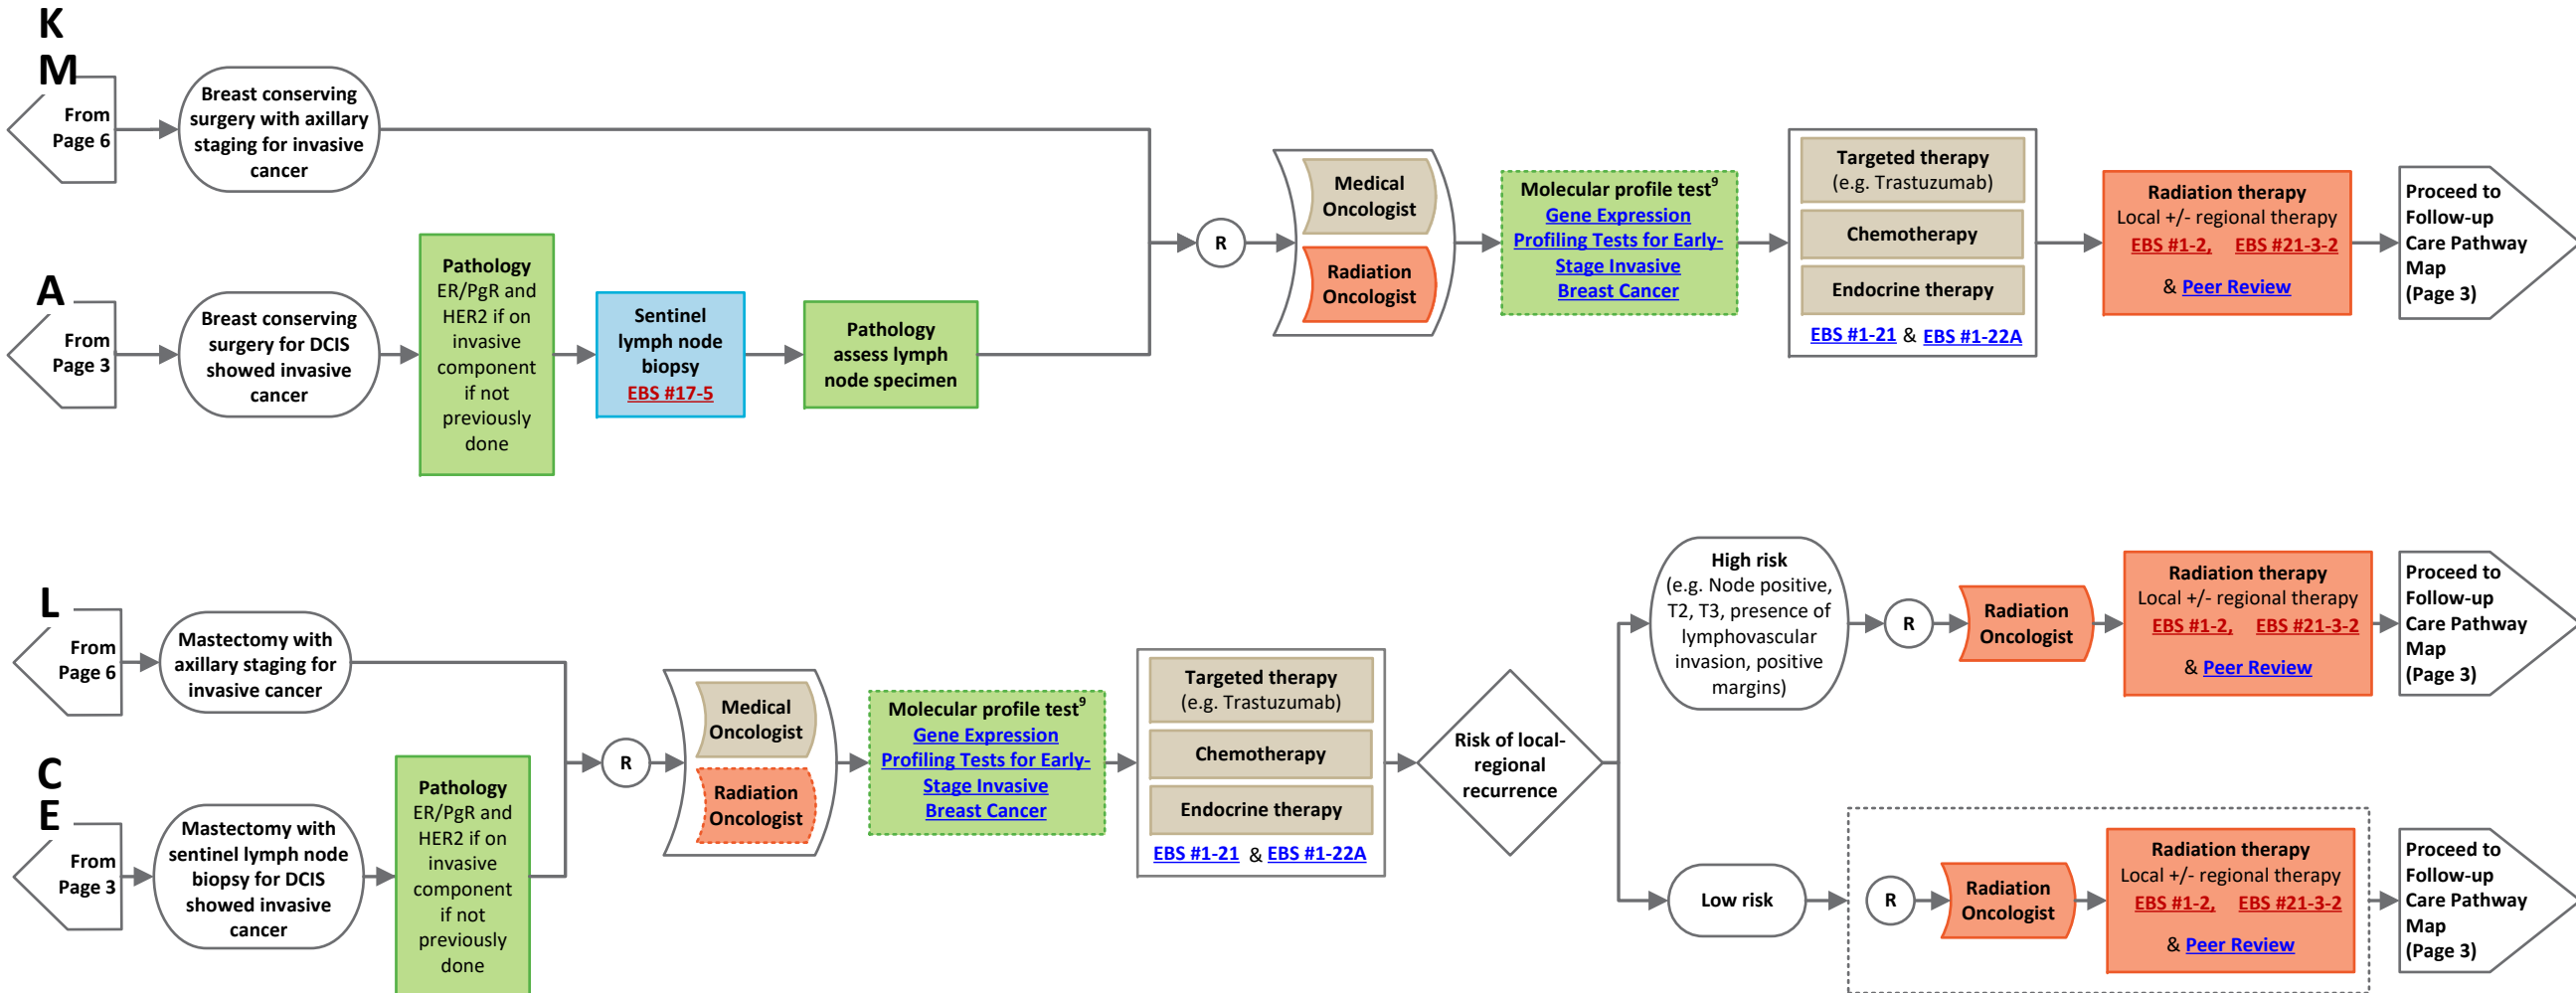 K
M
From
Page 6
Breast conserving
surgery with axillary
staging for invasive
cancer
A
From
Page 3
Breast conserving
surgery for DCIS
showed invasive
cancer
Pathology
ER/PgR and
HER2 if on
invasive
component
if not
previously
done
Sentinel
lymph node
biopsy
EBS #17-5
Pathology
assess lymph
node specimen
R
Medical
Oncologist
Radiation
Oncologist
Molecular profile test9
Gene Expression
Profiling Tests for Early-
Stage Invasive
Breast Cancer
Targeted therapy
(e.g. Trastuzumab)
Chemotherapy
Endocrine therapy
EBS #1-21 & EBS #1-22A
Radiation therapy
Local +/- regional therapy
EBS #1-2, EBS #21-3-2
& Peer Review
Proceed to
Follow-up
Care Pathway
Map
(Page 3)
L
From
Page 6
Mastectomy with
axillary staging for
invasive cancer
C
E
From
Page 3
Mastectomy with
sentinel lymph node
biopsy for DCIS
showed invasive
cancer
Pathology
ER/PgR and
HER2 if on
invasive
component
if not
previously
done
R
Medical
Oncologist
Radiation
Oncologist
Molecular profile test9
Gene Expression
Profiling Tests for Early-
Stage Invasive
Breast Cancer
Targeted therapy
(e.g. Trastuzumab)
Chemotherapy
Endocrine therapy
EBS #1-21 & EBS #1-22A
Risk of local-
regional
recurrence
High risk
(e.g. Node positive,
T2, T3, presence of
lymphovascular
invasion, positive
margins)
R
Radiation
Oncologist
Radiation therapy
Local +/- regional therapy
EBS #1-2, EBS #21-3-2
& Peer Review
Proceed to
Follow-up
Care Pathway
Map
(Page 3)
Low risk
R
Radiation
Oncologist
Radiation therapy
Local +/- regional therapy
EBS #1-2, EBS #21-3-2
& Peer Review
Proceed to
Follow-up
Care Pathway
Map
(Page 3)